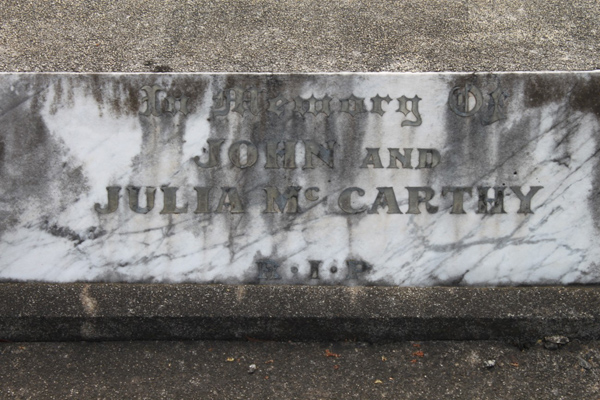 In Memory Of
JOHN AND
JULIA McCARTHY
R.I.P